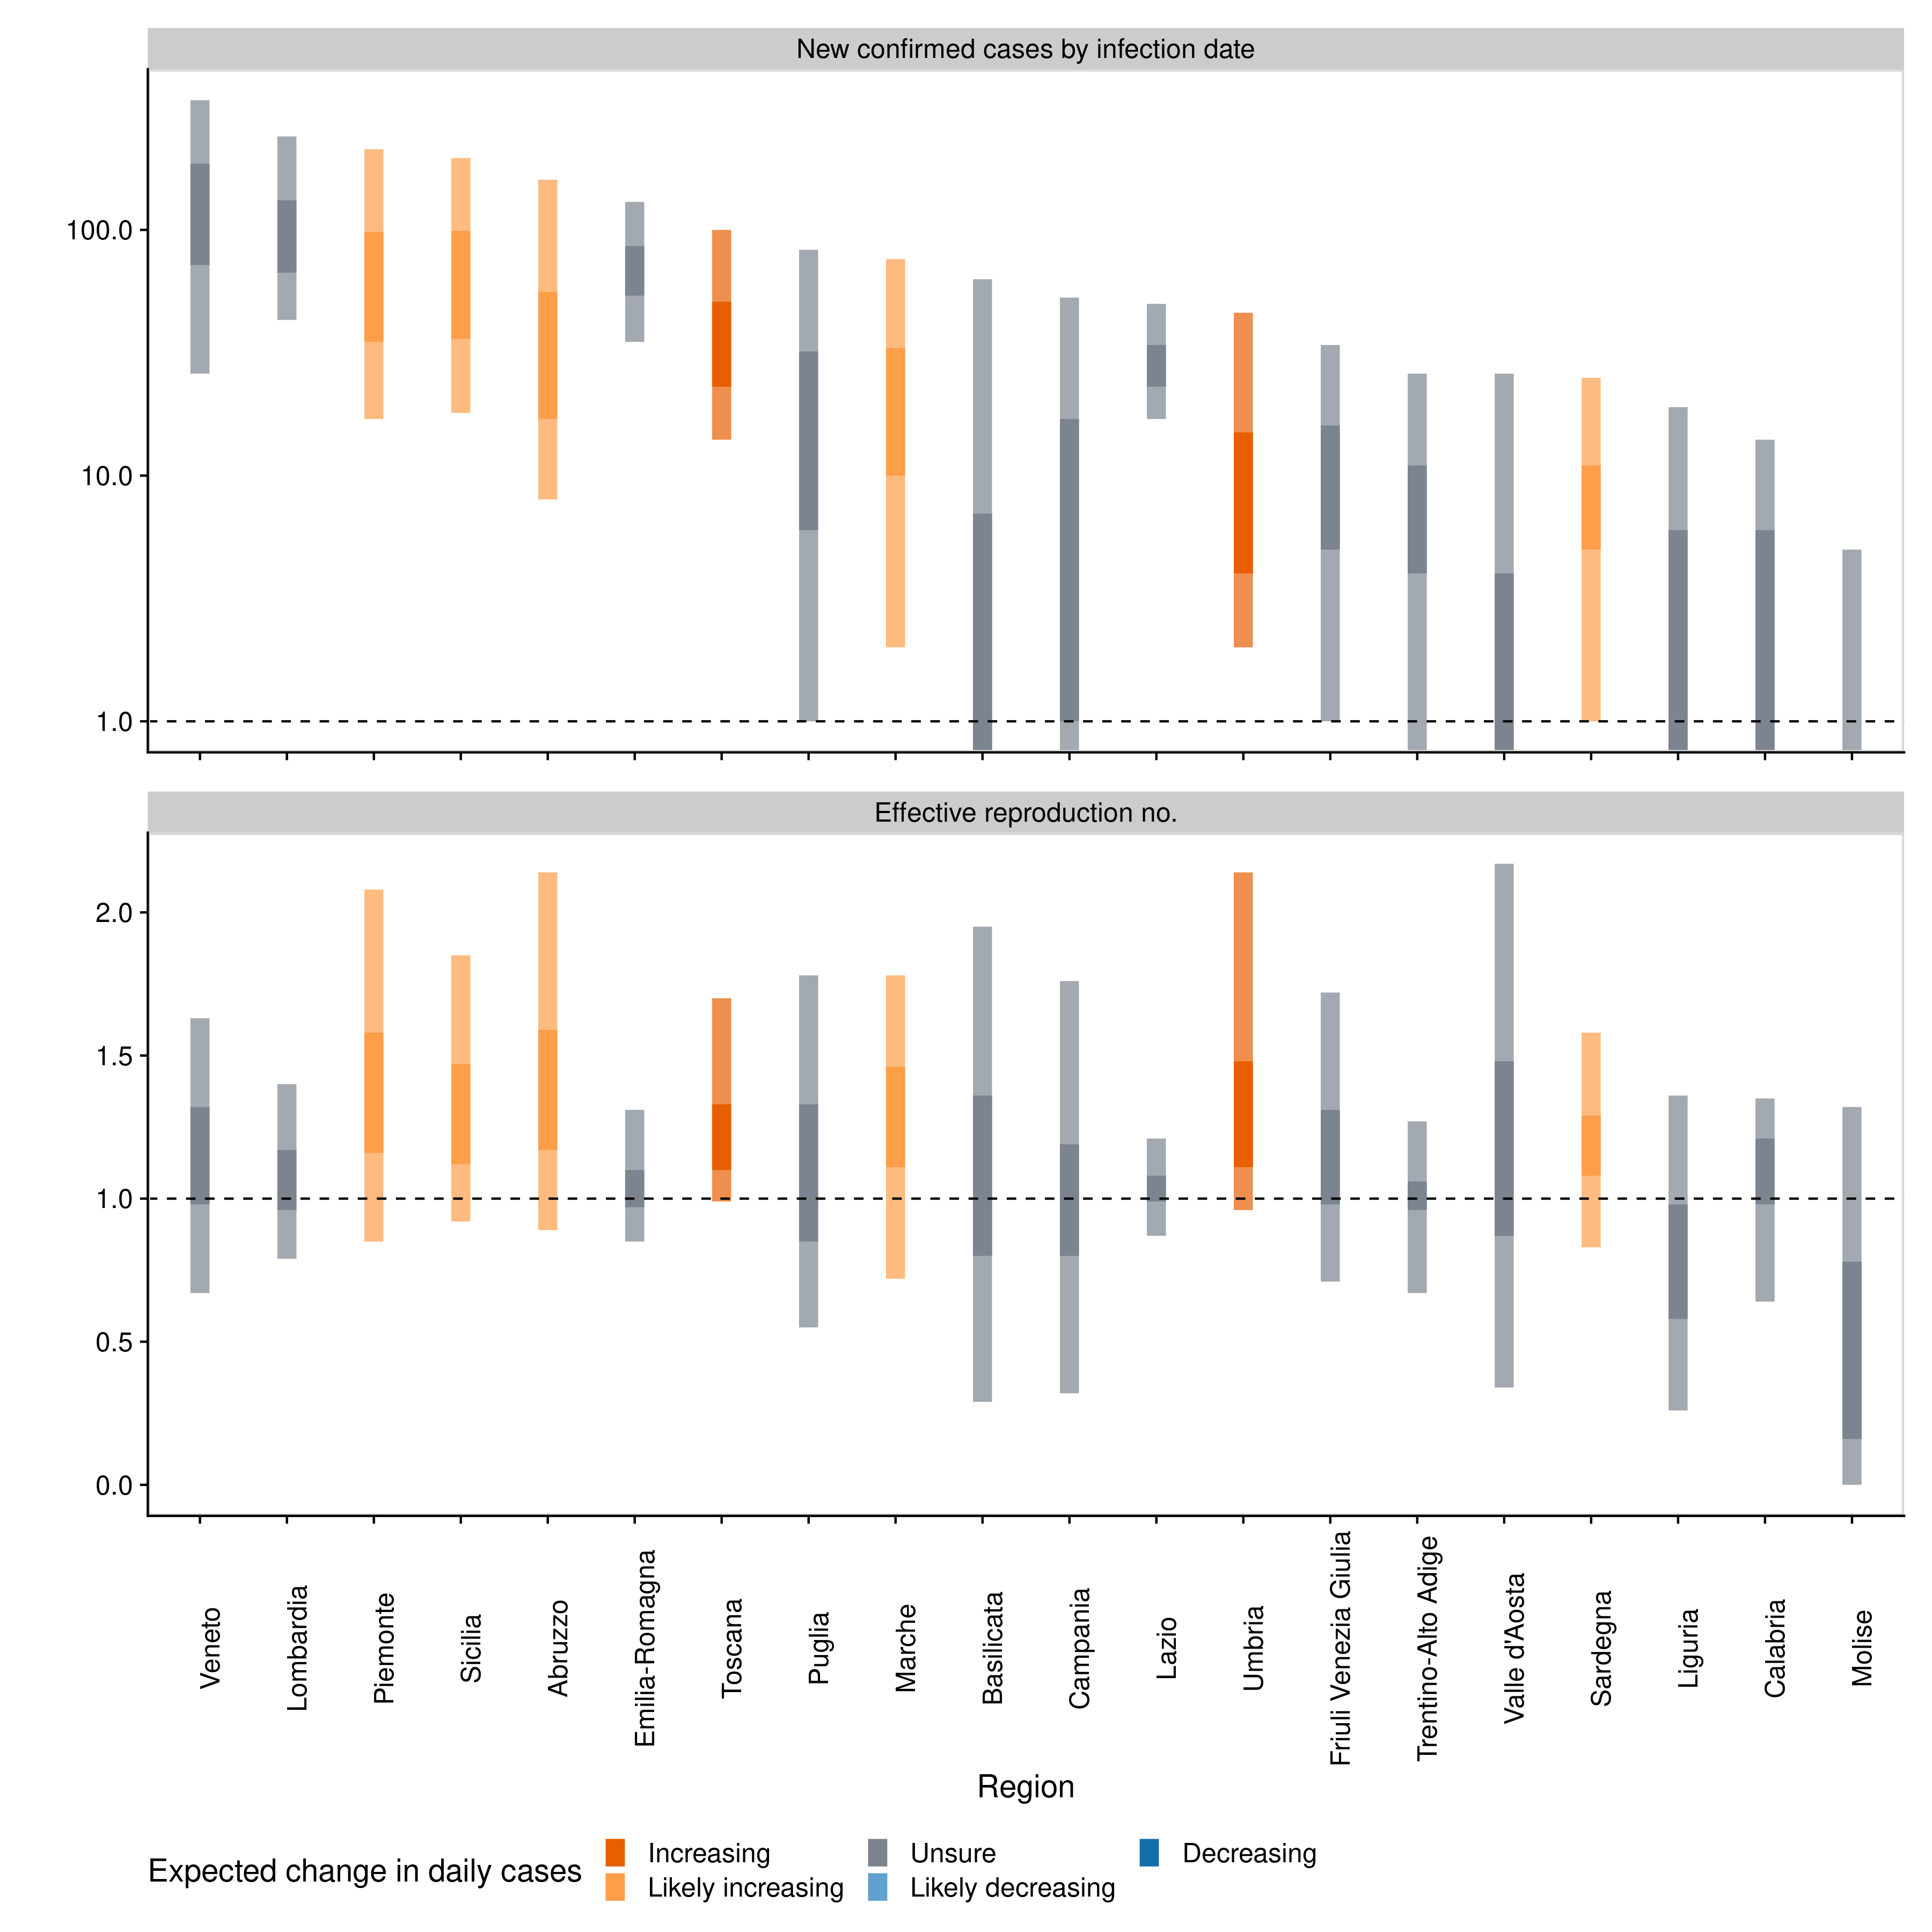 New confirmed cases by infection date
100.0
10.0
1.0
Effective reproduction no.
2.0
1.5
1.0
0.5
0.0
Veneto
Lombardia
Piemonte
Sicilia
Abruzzo
Emilia-Romagna
Toscana
Puglia
Marche
Basilicata
Campania
Lazio
Umbria
Friuli Venezia Giulia
Trentino-Alto Adige
Valle d'Aosta
Sardegna
Liguria
Calabria
Molise
Region
Expected change in daily cases
Increasing
Unsure
Decreasing
Likely increasing
Likely decreasing